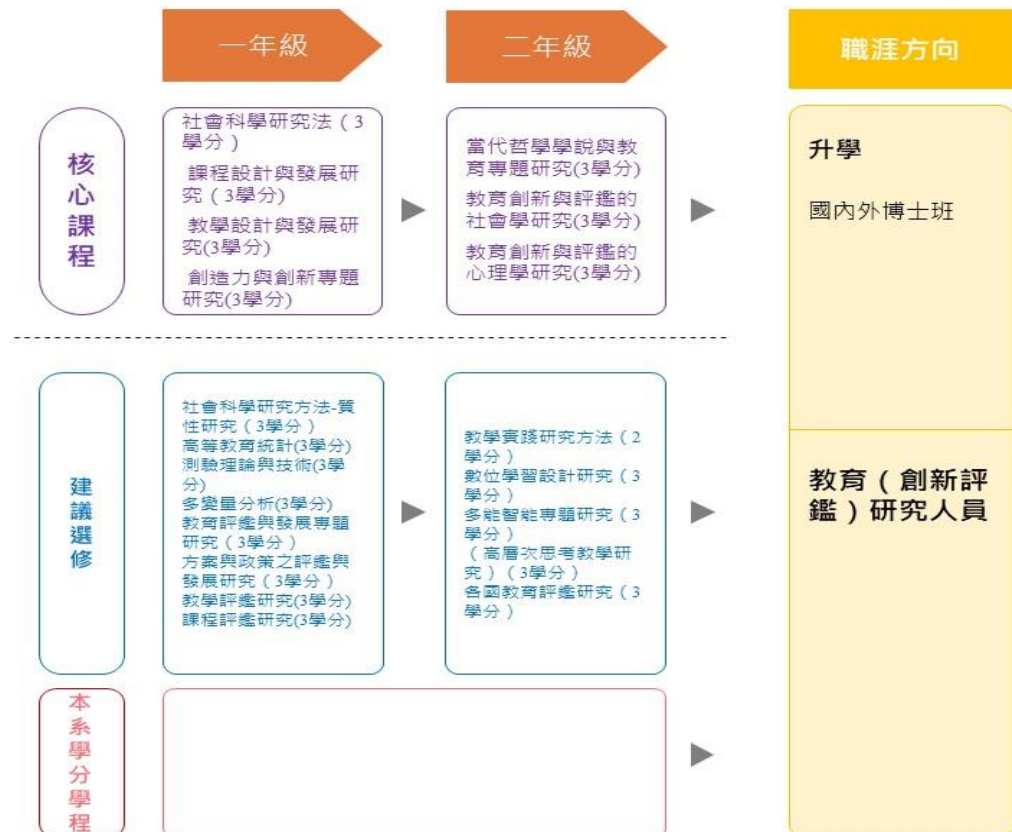 一年級
二年級
職涯方向
核心課程
社會科學研究法（3
學分）
課程設計與發展研
究（3學分）
教學設計與發展研
究(3學分)
創造力與創新專題
研究(3學分)
當代哲學學說與教
育專題研究(3學分)
教育創新與評鑑的
社會學研究(3學分)
教育創新與評鑑的
心理學研究(3學分)
升學
國內外博士班
建議選修
社會科學研究方法-質
性研究（3學分）
高等教育統計(3學分)
測驗理論與技術(3學
分)
多變量分析(3學分)
教育評鑑與發展專題
研究（3學分）
方案與政策之評鑑與
發展研究（3學分）
教學評鑑研究(3學分)
課程評鑑研究(3學分)
教學實踐研究方法（2
學分）
數位學習設計研究（3
學分）
多能智能專題研究（3
學分）
（高層次思考教學研
究）（3學分）
各國教育評鑑研究（3
學分）
教育（創新評
鑑）研究人員
本系學分學程